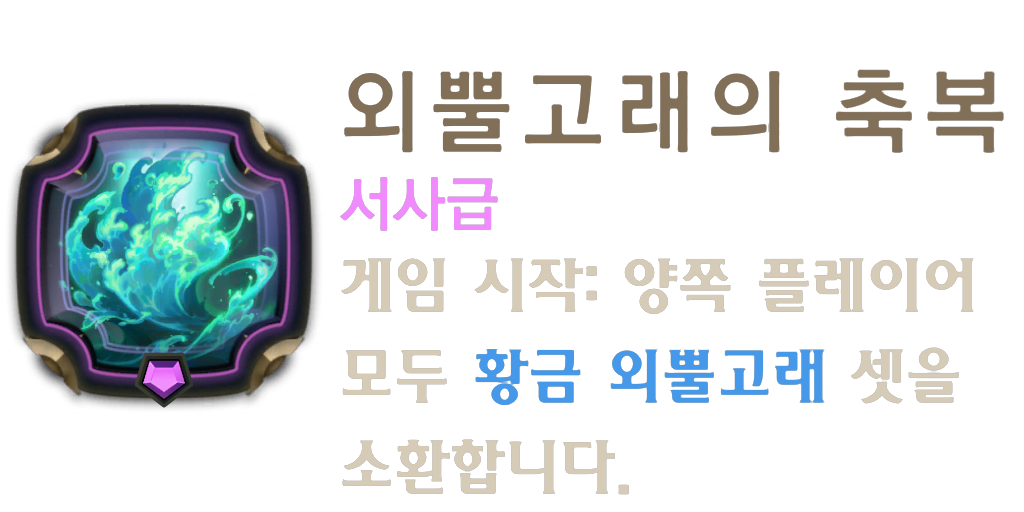 외뿔고래의 축복
서사급
게임 시작: 양쪽 플레이어
모두 황금 외뿔고래 셋을
소환합니다.